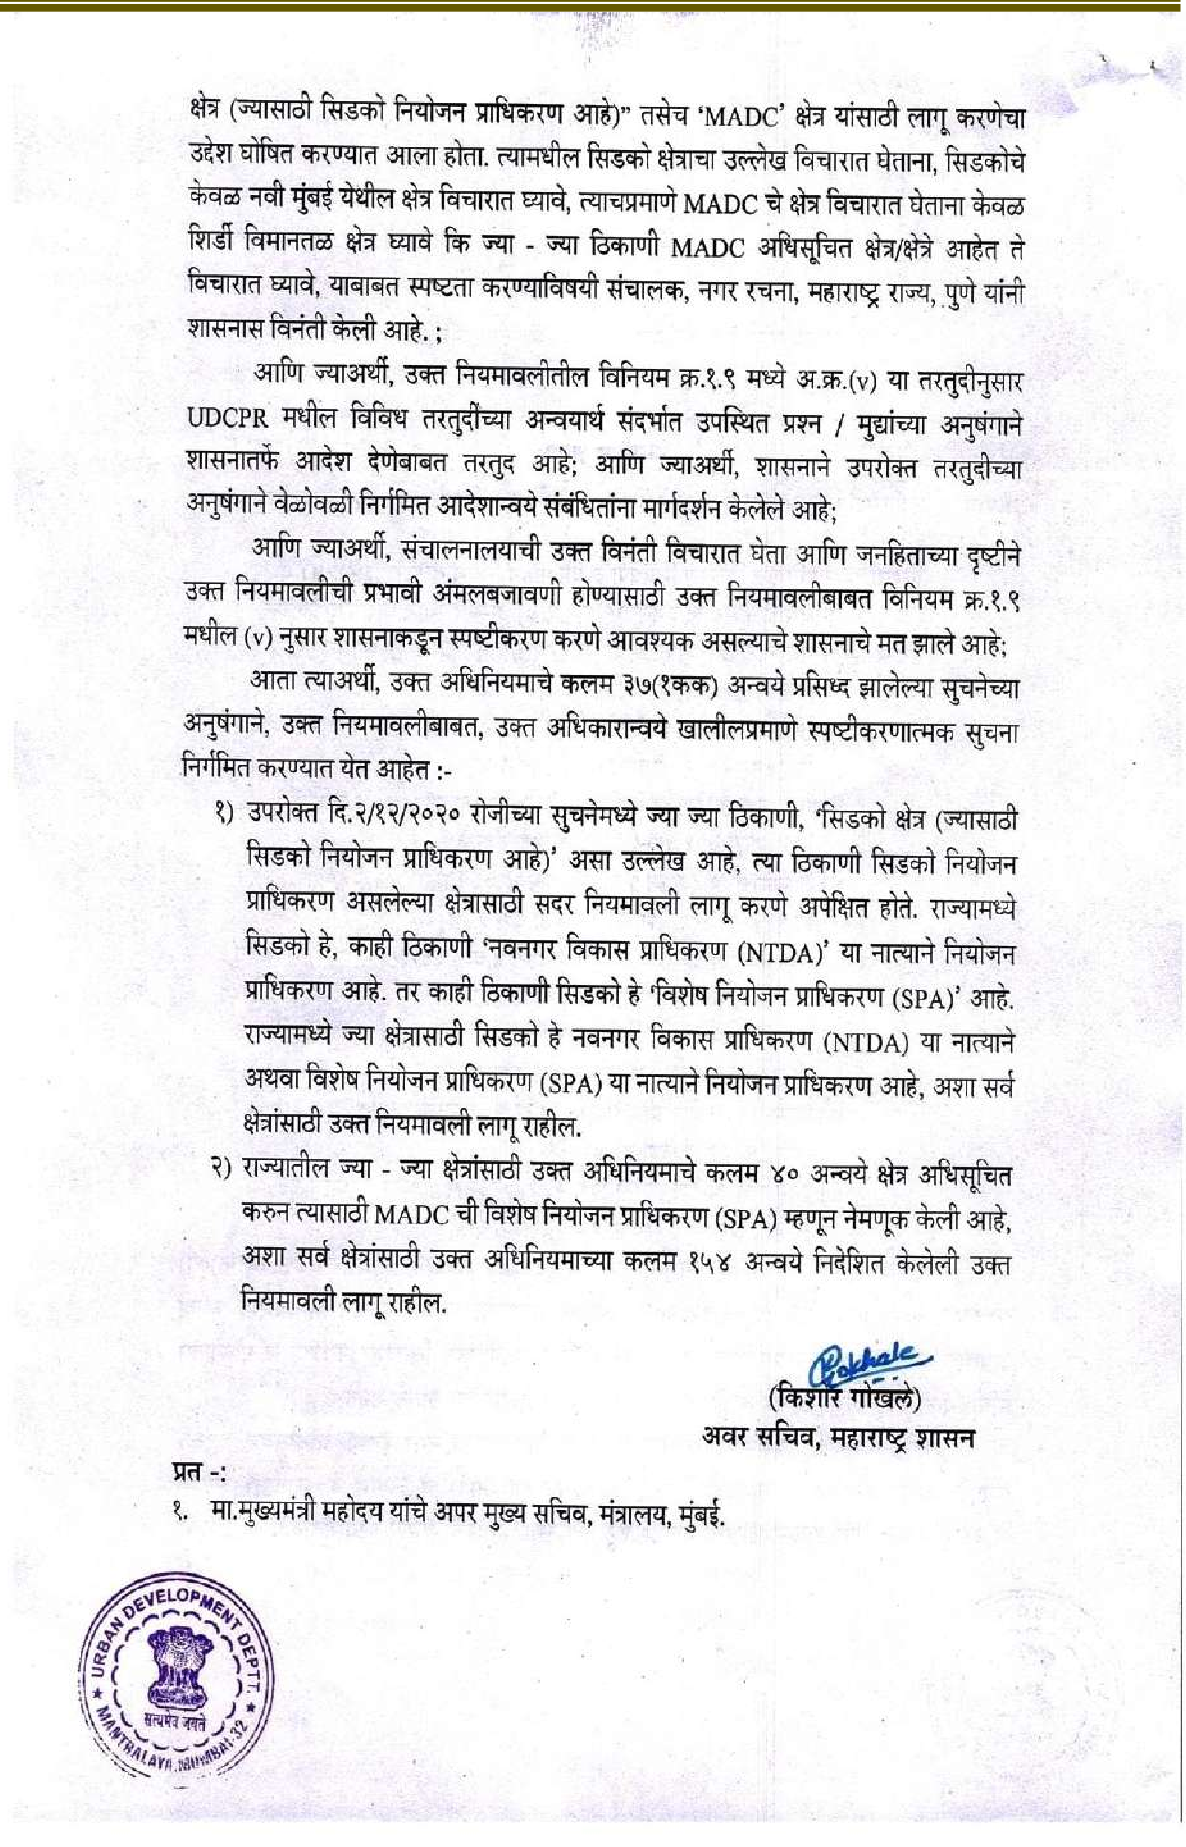 क्षेत्र (ज्यासाठी सिडको नियोजन प्राधिकरण आहे)” तसेच ‘MADC’ क्षेत्र यांसाठी लागू करणेचा
उद्देश घोषित करण्यात आला होता. त्यामधील सिडको क्षेत्राचा उल्लेख विचारात घेताना, सिडकोचे
केवळ नवी मुंबई येथील क्षेत्र विचारात घ्यावे, त्याचप्रमाणे MADC चे क्षेत्र विचारात घेताना केवळ
शिर्डी विमानतळ क्षेत्र घ्यावे कि ज्या - ज्या ठिकाणी MADC अधिसूचित क्षेत्र/क्षेत्रे आहेत ते
विचारात घ्यावे, याबाबत स्पष्टता करण्याविषयी संचालक, नगर रचना, महाराष्ट्र राज्य, पुणे यांनी
शासनास विनंती केली आहे. ;
आणि ज्याअर्थी, उक्त नियमावलीतील विनियम क्र.१.९ मध्ये अ.क्र.(v) या तरतुदीनुसार
UDCPR मधील विविध तरतुदींच्या अन्वयार्थ संदर्भात उपस्थित प्रश्न / मुद्यांच्या अनुषंगाने
शासनातर्फे आदेश देणेबाबत तरतुद आहे; आणि ज्याअर्थी, शासनाने उपरोक्त तरतुदीच्या
अनुषंगाने वेळोवळी निर्गमित आदेशान्वये संबंधितांना मार्गदर्शन केलेले आहे;
आणि ज्याअर्थी, संचालनालयाची उक्त विनंती विचारात घेता आणि जनहिताच्या दृष्टीने
उक्त नियमावलीची प्रभावी अंमलबजावणी होण्यासाठी उक्त नियमावलीबाबत विनियम क्र.१.९
मधील (v) नुसार शासनाकडून स्पष्टीकरण करणे आवश्यक असल्याचे शासनाचे मत झाले आहे;
आता त्याअर्थी, उक्त अधिनियमाचे कलम ३७(१कक) अन्वये प्रसिध्द झालेल्या सुचनेच्या
अनुषंगाने, उक्त नियमावलीबाबत, उक्त अधिकारान्वये खालीलप्रमाणे स्पष्टीकरणात्मक सुचना
निर्गमित करण्यात येत आहेत :-
१) उपरोक्त दि.२/१२/२०२० रोजीच्या सुचनेमध्ये ज्या ज्या ठिकाणी, ‘सिडको क्षेत्र (ज्यासाठी
सिडको नियोजन प्राधिकरण आहे)’ असा उल्लेख आहे, त्या ठिकाणी सिडको नियोजन
प्राधिकरण असलेल्या क्षेत्रासाठी सदर नियमावली लागू करणे अपेक्षित होते. राज्यामध्ये
सिडको हे, काही ठिकाणी ‘नवनगर विकास प्राधिकरण (NTDA)’ या नात्याने नियोजन
प्राधिकरण आहे. तर काही ठिकाणी सिडको हे ‘विशेष नियोजन प्राधिकरण (SPA)’ आहे.
राज्यामध्ये ज्या क्षेत्रासाठी सिडको हे नवनगर विकास प्राधिकरण (NTDA) या नात्याने
अथवा विशेष नियोजन प्राधिकरण (SPA) या नात्याने नियोजन प्राधिकरण आहे, अशा सर्व
क्षेत्रांसाठी उक्त नियमावली लागू राहील.
२) राज्यातील ज्या - ज्या क्षेत्रांसाठी उक्त अधिनियमाचे कलम ४० अन्वये क्षेत्र अधिसूचित
करुन त्यासाठी MADC ची विशेष नियोजन प्राधिकरण (SPA) म्हणून नेमणूक केली आहे,
अशा सर्व क्षेत्रांसाठी उक्त अधिनियमाच्या कलम १५४ अन्वये निदेशित केलेली उक्त
नियमावली लागू राहील.
Gokhale
(किशोर गोखले)
अवर सचिव, महाराष्ट्र शासन
प्रत -:
१. मा.मुख्यमंत्री महोदय यांचे अपर मुख्य सचिव, मंत्रालय, मुंबई.
URBAN DEVELOPMENT DEPTT.
सत्यमेव जयते
MANTRALAYA, MUMBAI-32